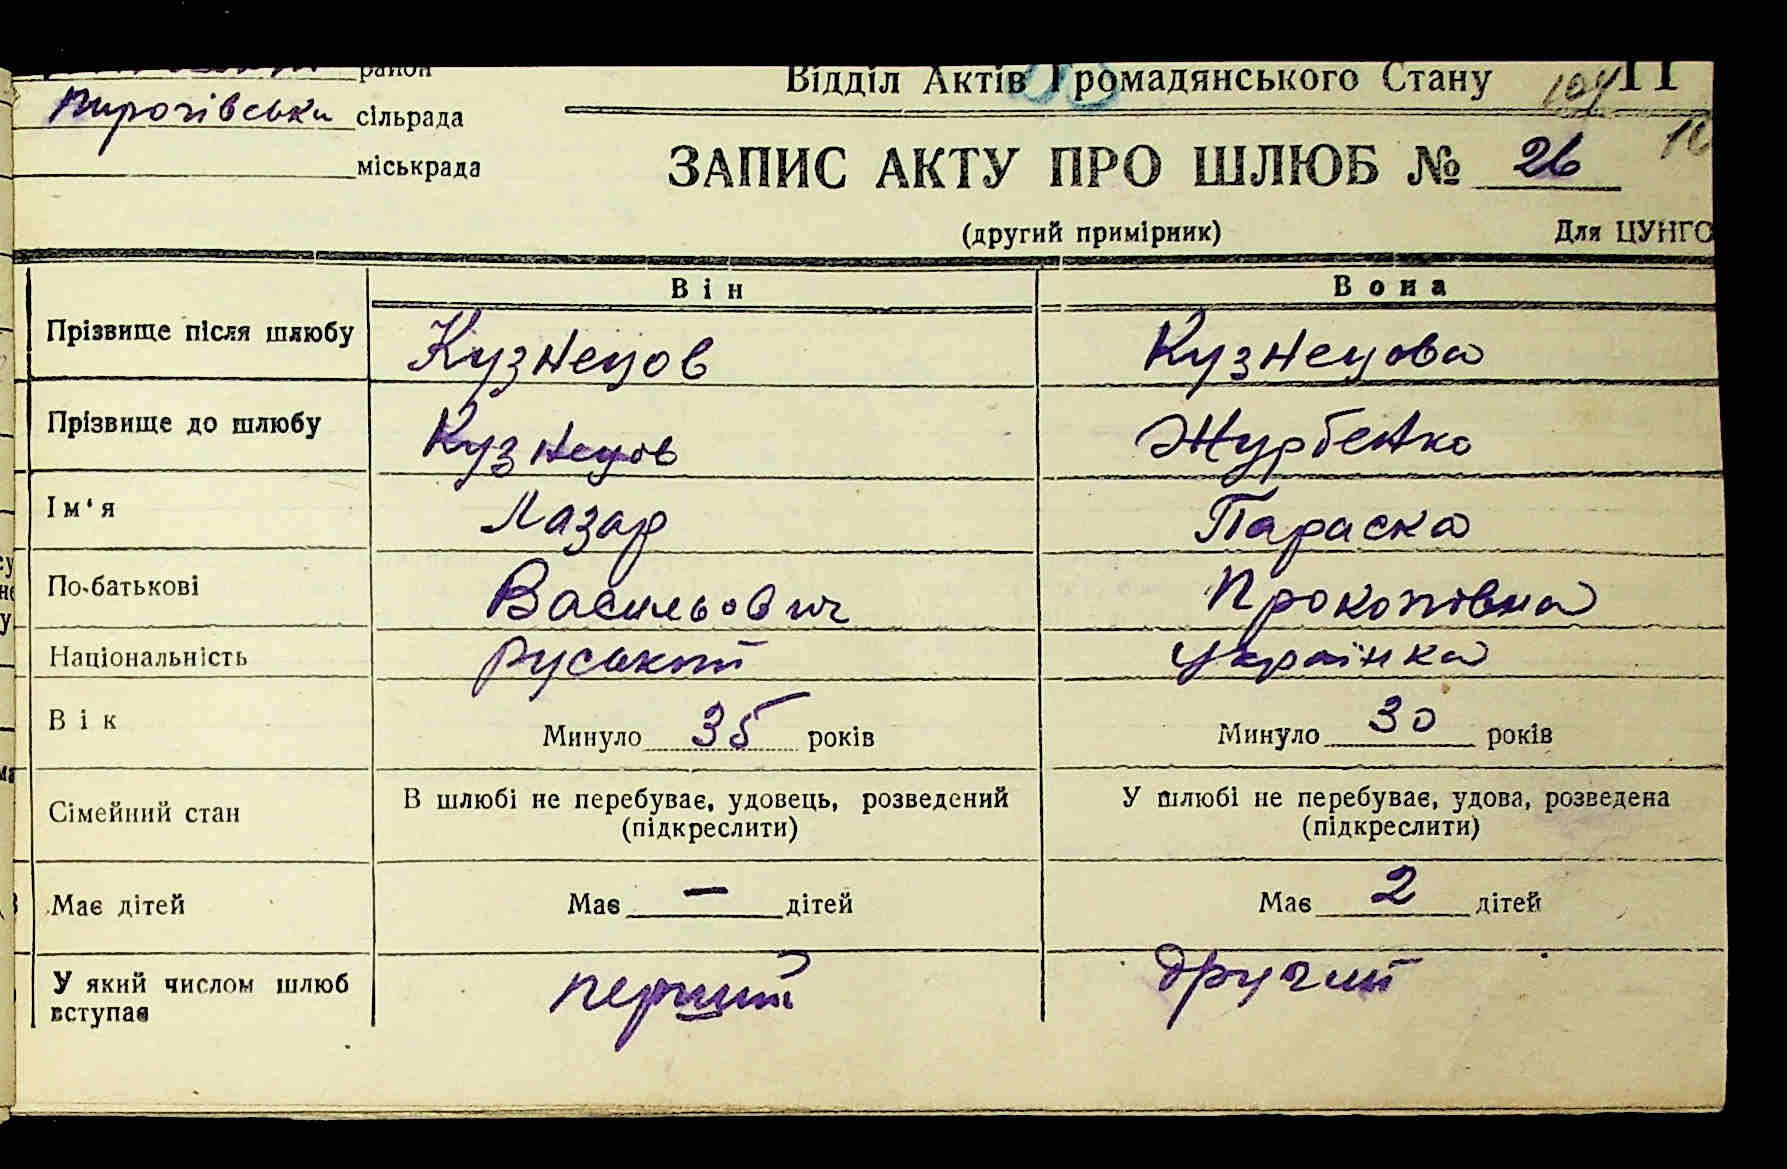 район
Пирогівська сільрада
міськрада
Відділ Актів Громадянського Стану
ЗАПИС АКТУ ПРО ШЛЮБ № 26
(другий примірник) Для ЦУНГО
Він Вона
Прізвище після шлюбу Кузнецов Кузнецова
Прізвище до шлюбу Кузнецов Журбенко
Ім‘я Лазар Параска
По-батькові Васильович Прокопівна
Національність руський українка
Вік Минуло 35 років Минуло 30 років
Сімейний стан В шлюбі не перебуває, удовець, розведений (підкреслити) У шлюбі не перебуває, удова, розведена (підкреслити)
Має дітей Має — дітей Має 2 дітей
У який числом шлюб вступає перший другий